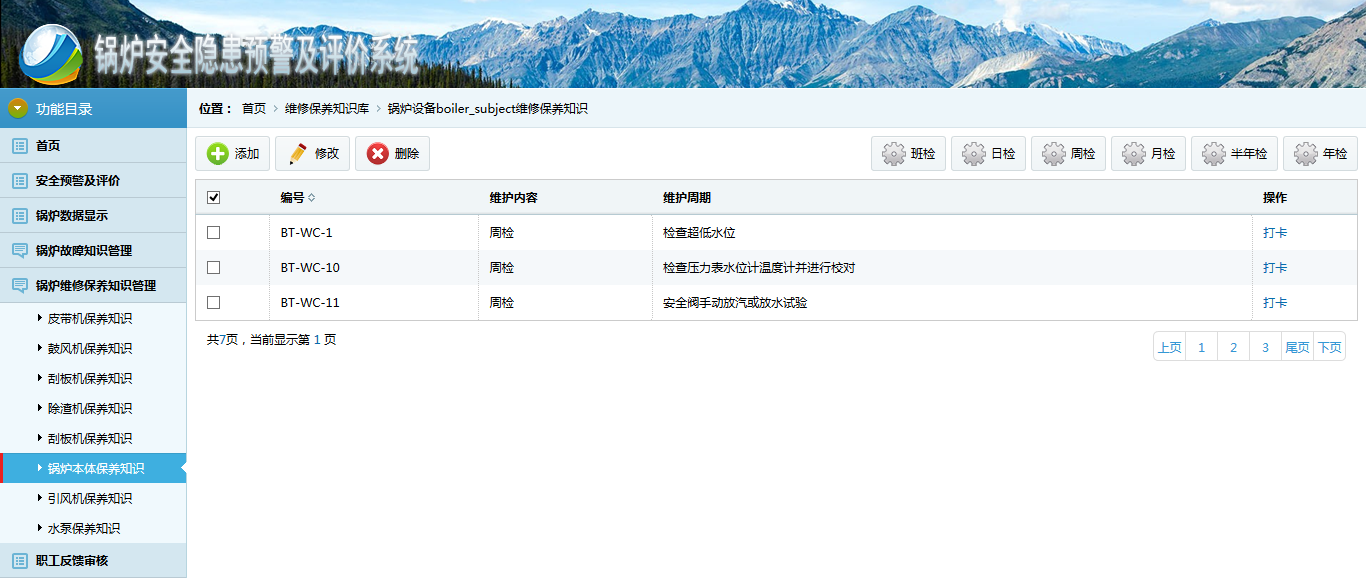 锅炉安全隐患预警及评价系统
功能目录
首页
安全预警及评价
锅炉数据显示
锅炉故障知识管理
锅炉维修保养知识管理
皮带机保养知识
鼓风机保养知识
刮板机保养知识
除渣机保养知识
刮板机保养知识
锅炉本体保养知识
引风机保养知识
水泵保养知识
职工反馈审核
位置： 首页 › 维修保养知识库 › 锅炉设备boiler_subject维修保养知识
添加 修改 删除 班检 日检 周检 月检 半年检 年检
编号 维护内容 维护周期 操作
BT-WC-1 周检 检查超低水位 打卡
BT-WC-10 周检 检查压力表水位计温度计并进行校对 打卡
BT-WC-11 周检 安全阀手动放汽或放水试验 打卡
共7页，当前显示第 1 页
上页 1 2 3 尾页 下页